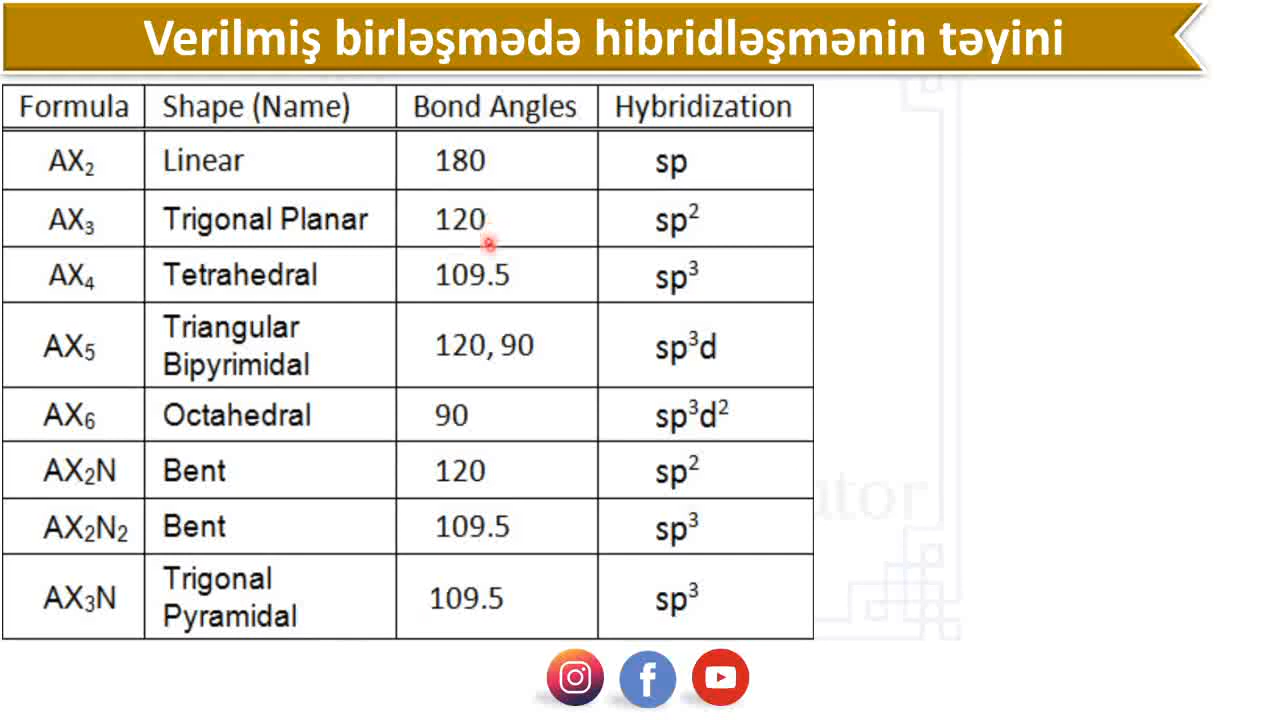 Verilmiş birləşmədə hibridləşmənin təyini
Formula Shape (Name) Bond Angles Hybridization
AX₂ Linear 180 sp
AX₃ Trigonal Planar 120 sp²
AX₄ Tetrahedral 109.5 sp³
AX₅ Triangular Bipyrimidal 120, 90 sp³d
AX₆ Octahedral 90 sp³d²
AX₂N Bent 120 sp²
AX₂N₂ Bent 109.5 sp³
AX₃N Trigonal Pyramidal 109.5 sp³